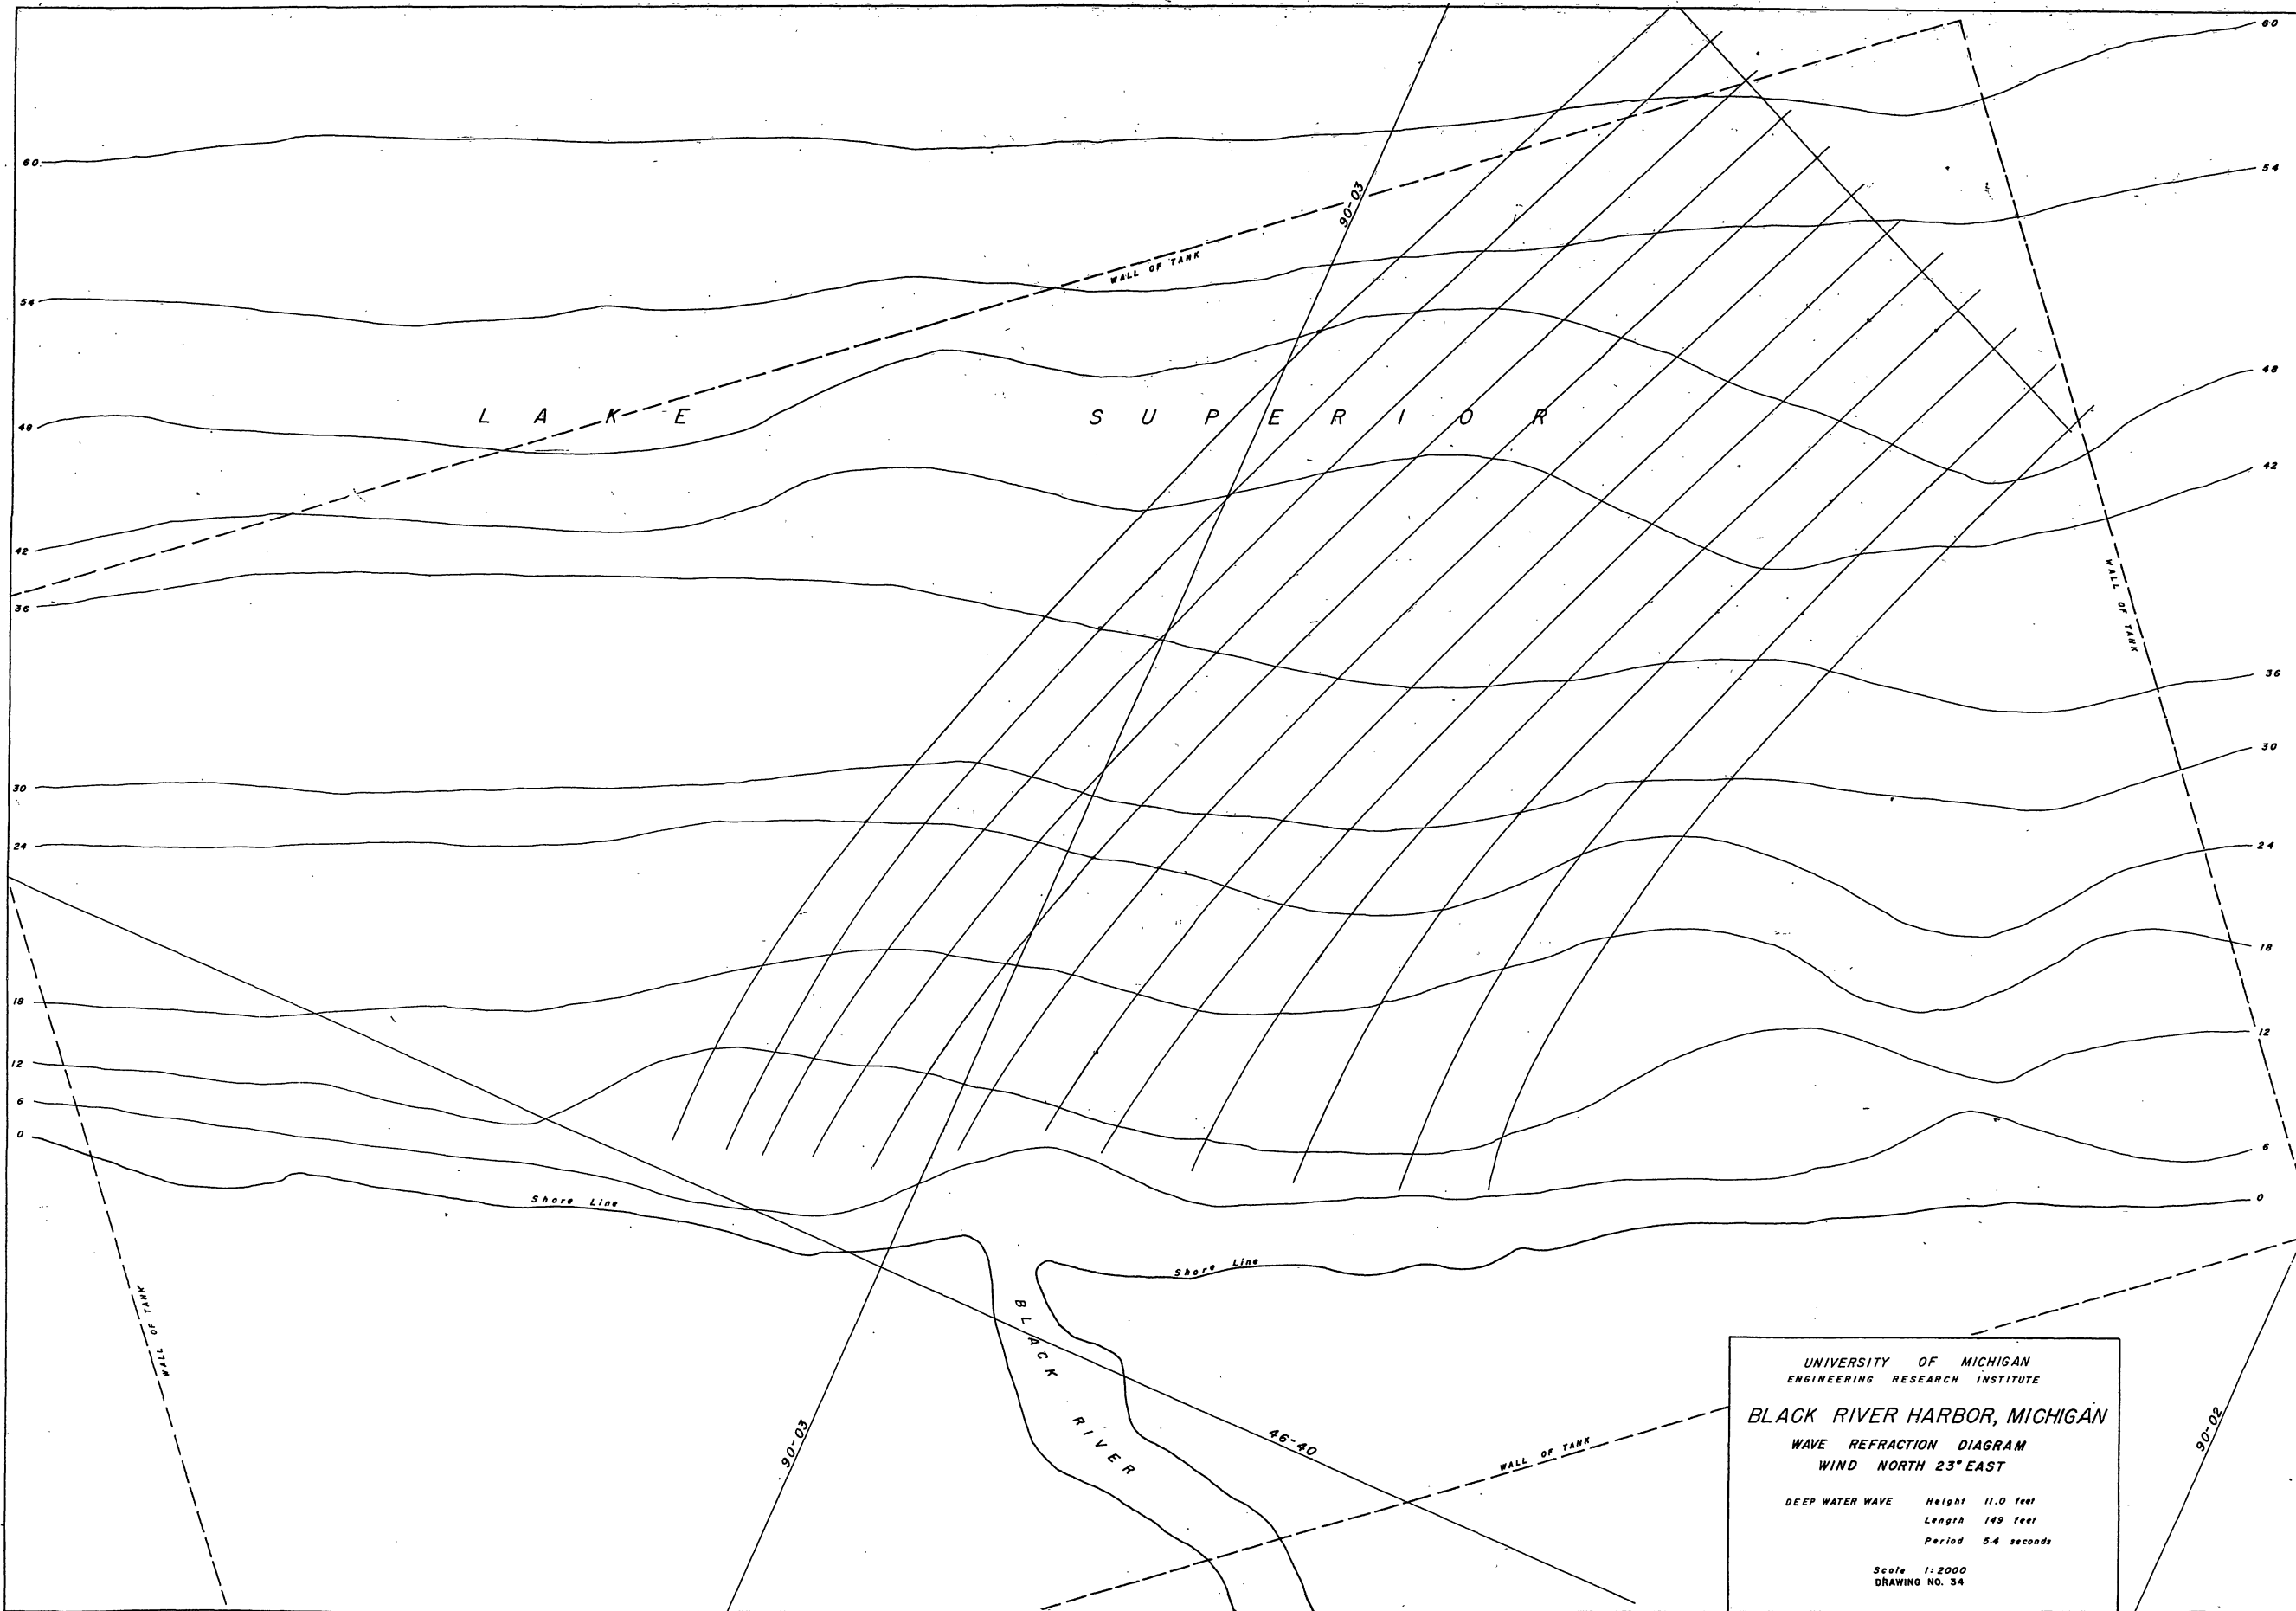 60
60
54
90-03
WALL OF TANK
54
48
LAKE SUPERIOR
48
42
42
WALL OF TANK
36
36
30
30
24
24
18
18
12
12
6
6
0
0
Shore Line
Shore Line
WALL OF TANK
BLACK RIVER
90-03
46-40
WALL OF TANK
90-02
UNIVERSITY OF MICHIGAN
ENGINEERING RESEARCH INSTITUTE
BLACK RIVER HARBOR, MICHIGAN
WAVE REFRACTION DIAGRAM
WIND NORTH 23° EAST
DEEP WATER WAVE Height 11.0 feet
Length 149 feet
Period 5.4 seconds
Scale 1:2000
DRAWING NO. 34